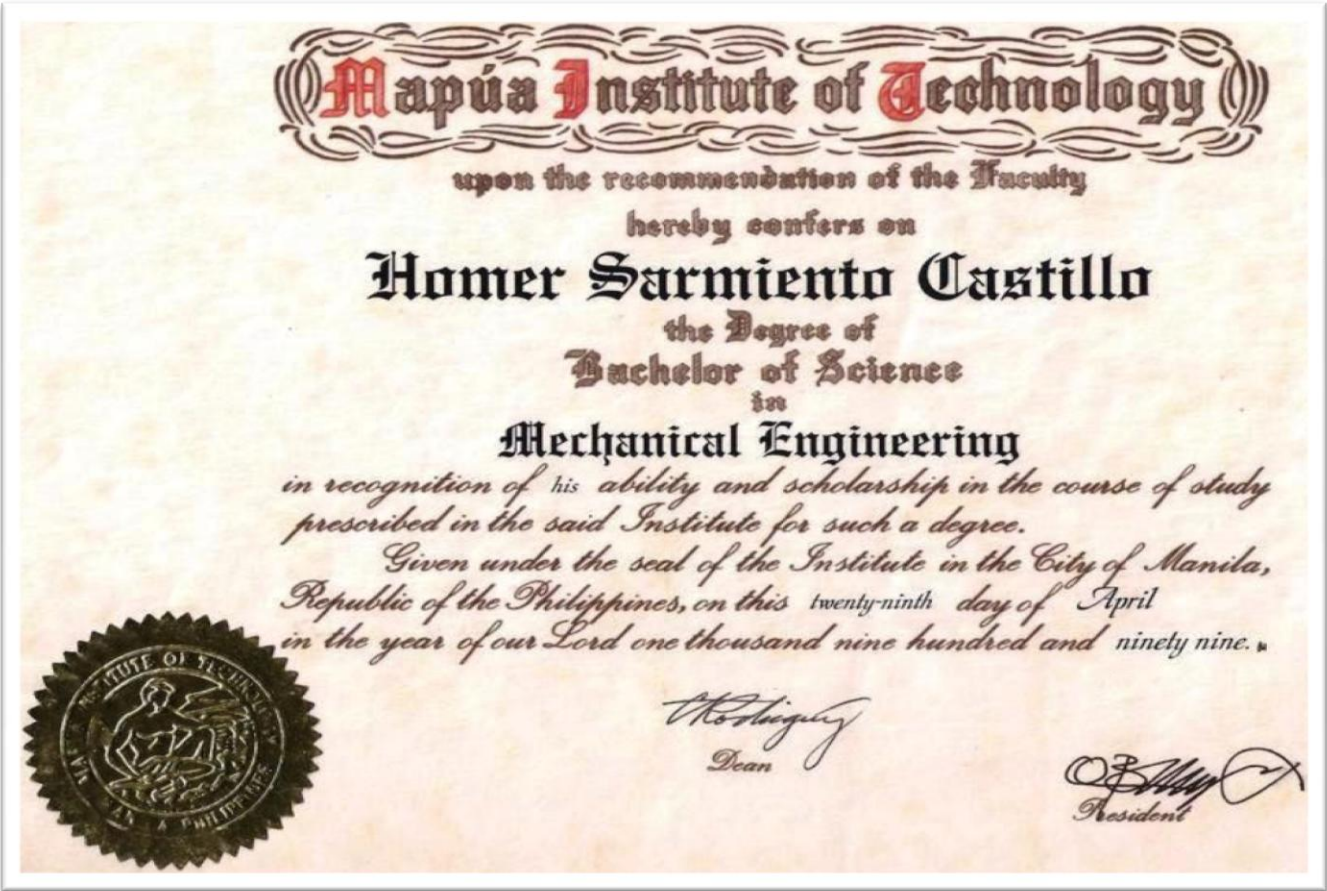 Mapúa Institute of Technology
upon the recommendation of the Faculty
hereby confers on
Homer Sarmiento Castillo
the Degree of
Bachelor of Science
in
Mechanical Engineering
in recognition of his ability and scholarship in the course of study
prescribed in the said Institute for such a degree.
Given under the seal of the Institute in the City of Manila,
Republic of the Philippines, on this twenty-ninth day of April
in the year of our Lord one thousand nine hundred and ninety nine.
INSTITUTE OF TECHNOLOGY
PHILIPPINES
Dean
President